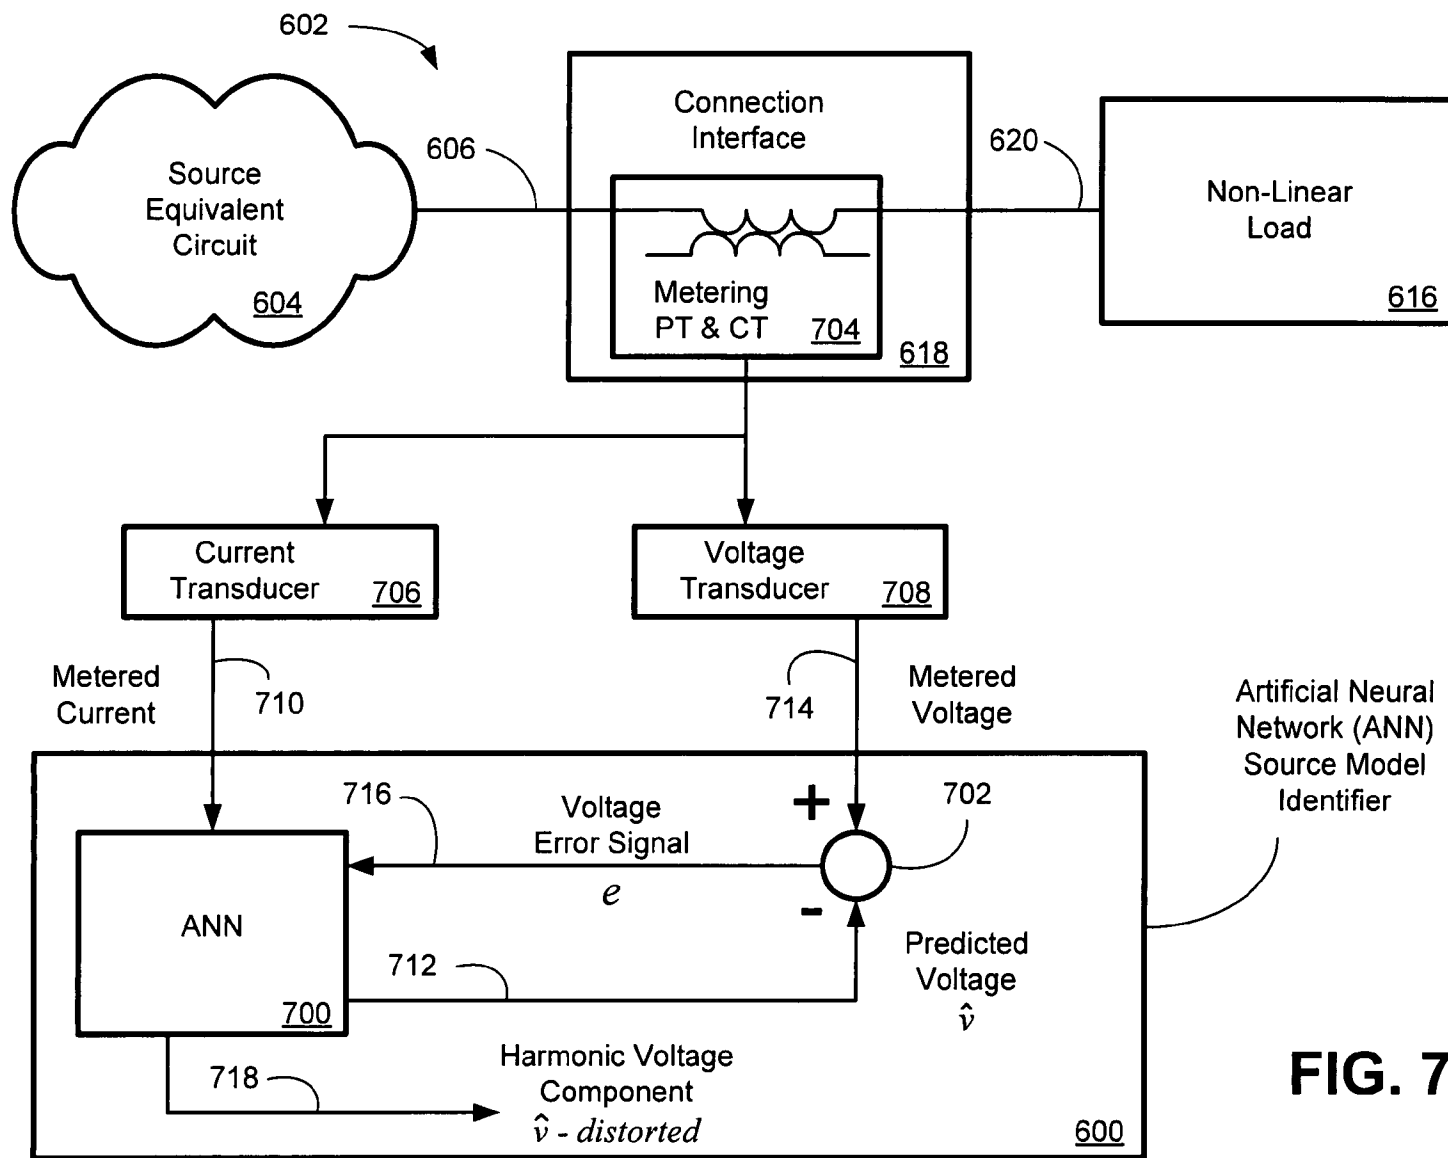 602
Connection
Interface
606
620
Source
Equivalent
Circuit
604
Non-Linear
Load
616
Metering
PT & CT
704
618
Current
Transducer
706
Voltage
Transducer
708
Metered
Current
710
714
Metered
Voltage
Artificial Neural
Network (ANN)
Source Model
Identifier
716
Voltage
Error Signal
e
+
702
-
ANN
700
712
Predicted
Voltage
v̂
718
Harmonic Voltage
Component
v̂ - distorted
600
FIG. 7